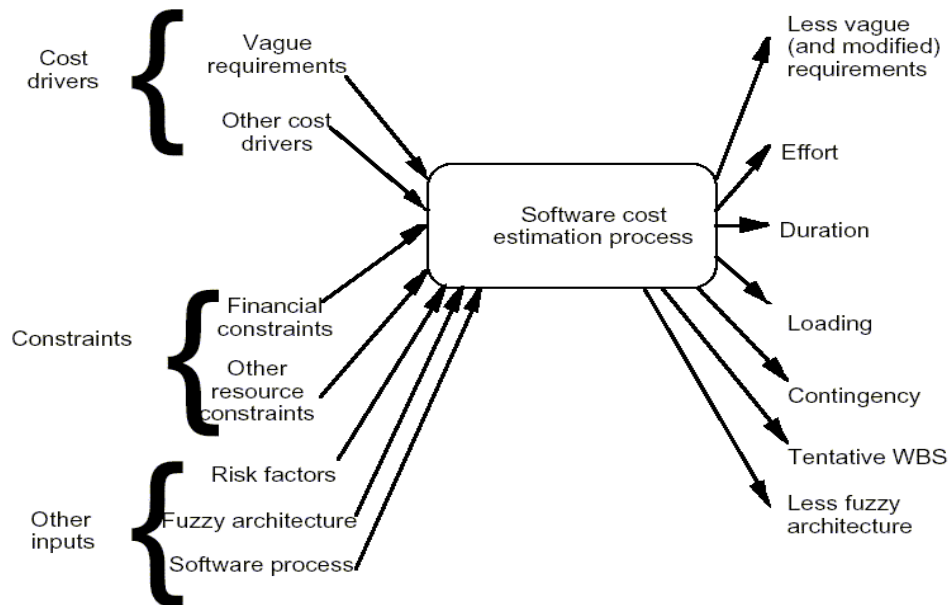 Cost
drivers
Vague
requirements
Other cost
drivers
Constraints
Financial
constraints
Other
resource
constraints
Other
inputs
Risk factors
Fuzzy architecture
Software process
Software cost
estimation process
Less vague
(and modified)
requirements
Effort
Duration
Loading
Contingency
Tentative WBS
Less fuzzy
architecture